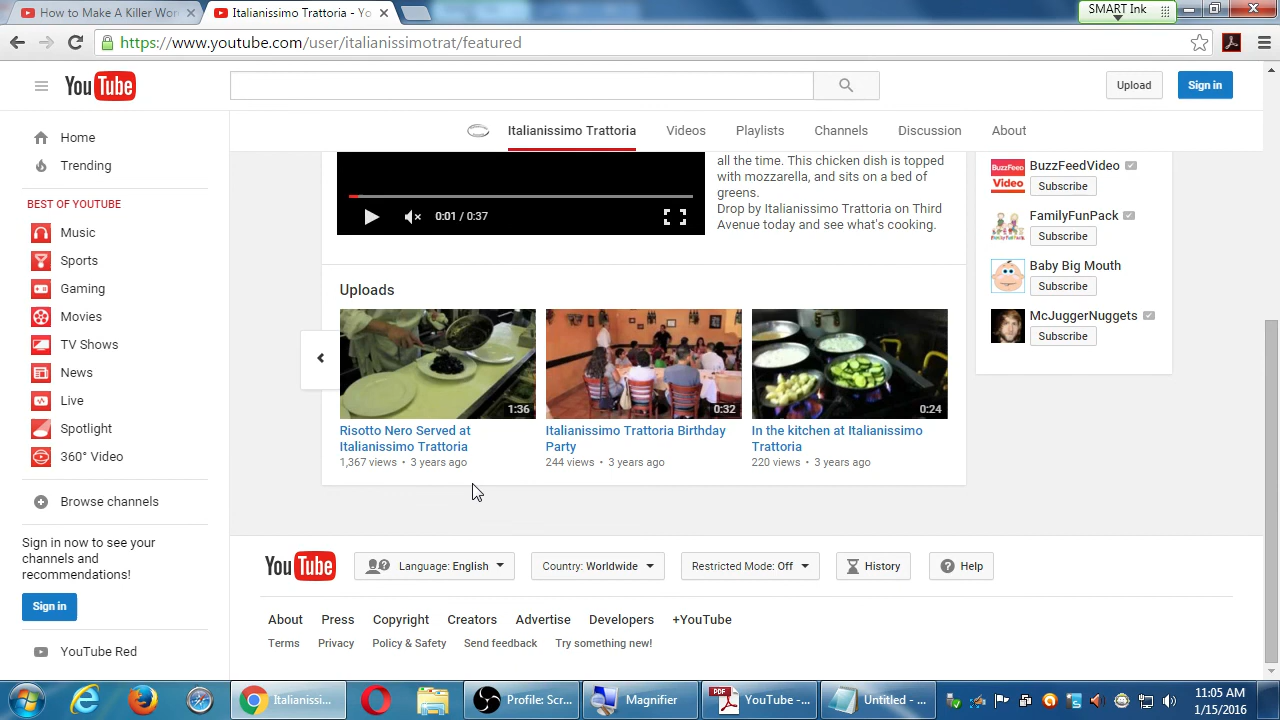 How to Make A Killer Wor
Italianissimo Trattoria - Yo
SMART Ink
https://www.youtube.com/user/italianissimotrat/featured
YouTube
Upload
Sign in
Italianissimo Trattoria
Videos
Playlists
Channels
Discussion
About
Home
Trending
BEST OF YOUTUBE
Music
Sports
Gaming
Movies
TV Shows
News
Live
Spotlight
360° Video
Browse channels
Sign in now to see your
channels and
recommendations!
Sign in
YouTube Red
0:01 / 0:37
all the time. This chicken dish is topped
with mozzarella, and sits on a bed of
greens.
Drop by Italianissimo Trattoria on Third
Avenue today and see what's cooking.
BuzzFeed
Video
BuzzFeedVideo
Subscribe
FamilyFunPack
Subscribe
Baby Big Mouth
Subscribe
McJuggerNuggets
Subscribe
Uploads
1:36
Risotto Nero Served at
Italianissimo Trattoria
1,367 views • 3 years ago
0:32
Italianissimo Trattoria Birthday
Party
244 views • 3 years ago
0:24
In the kitchen at Italianissimo
Trattoria
220 views • 3 years ago
YouTube
Language: English
Country: Worldwide
Restricted Mode: Off
History
Help
About
Press
Copyright
Creators
Advertise
Developers
+YouTube
Terms
Privacy
Policy & Safety
Send feedback
Try something new!
Italianissi...
Profile: Scr...
Magnifier
PDF
YouTube -...
Untitled - ...
11:05 AM
1/15/2016